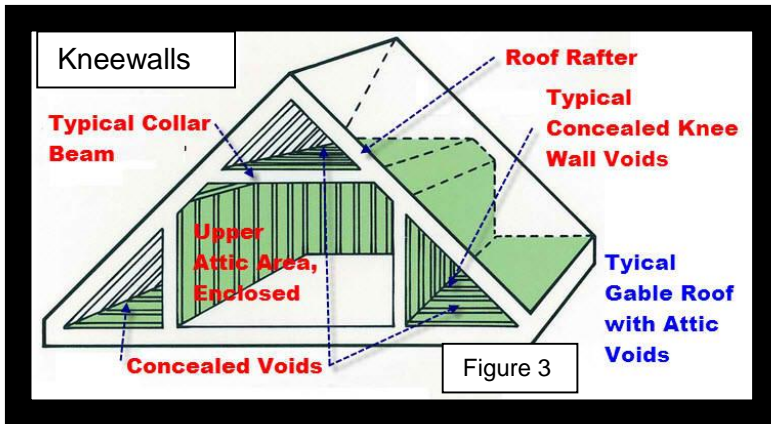 Kneewalls
Roof Rafter
Typical Collar
Beam
Typical
Concealed Knee
Wall Voids
Upper
Attic Area,
Enclosed
Tyical
Gable Roof
with Attic
Voids
Concealed Voids
Figure 3